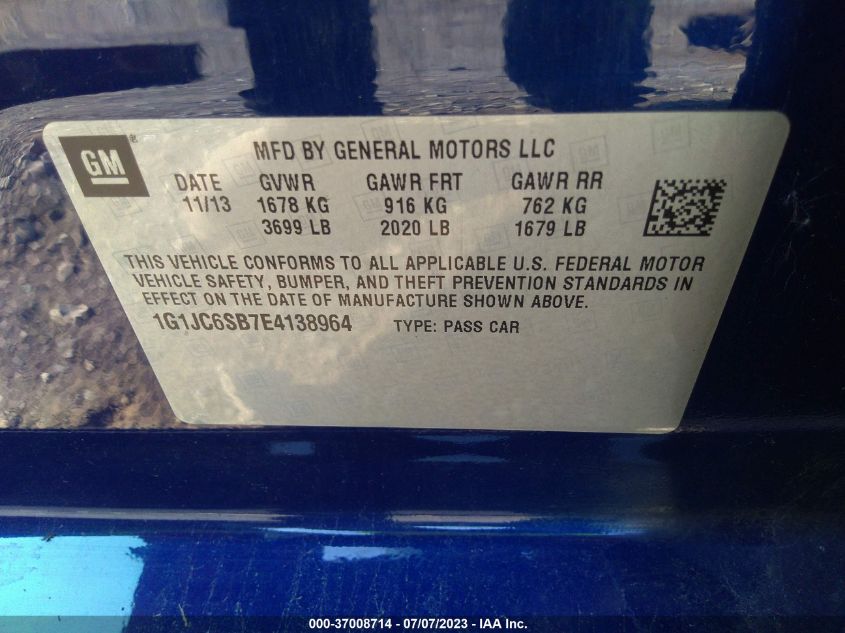 GM ® MFD BY GENERAL MOTORS LLC
DATE GVWR GAWR FRT GAWR RR
11/13 1678 KG 916 KG 762 KG
3699 LB 2020 LB 1679 LB
THIS VEHICLE CONFORMS TO ALL APPLICABLE U.S. FEDERAL MOTOR
VEHICLE SAFETY, BUMPER, AND THEFT PREVENTION STANDARDS IN
EFFECT ON THE DATE OF MANUFACTURE SHOWN ABOVE.
1G1JC6SB7E4138964 TYPE: PASS CAR
000-37008714 - 07/07/2023 - IAA Inc.